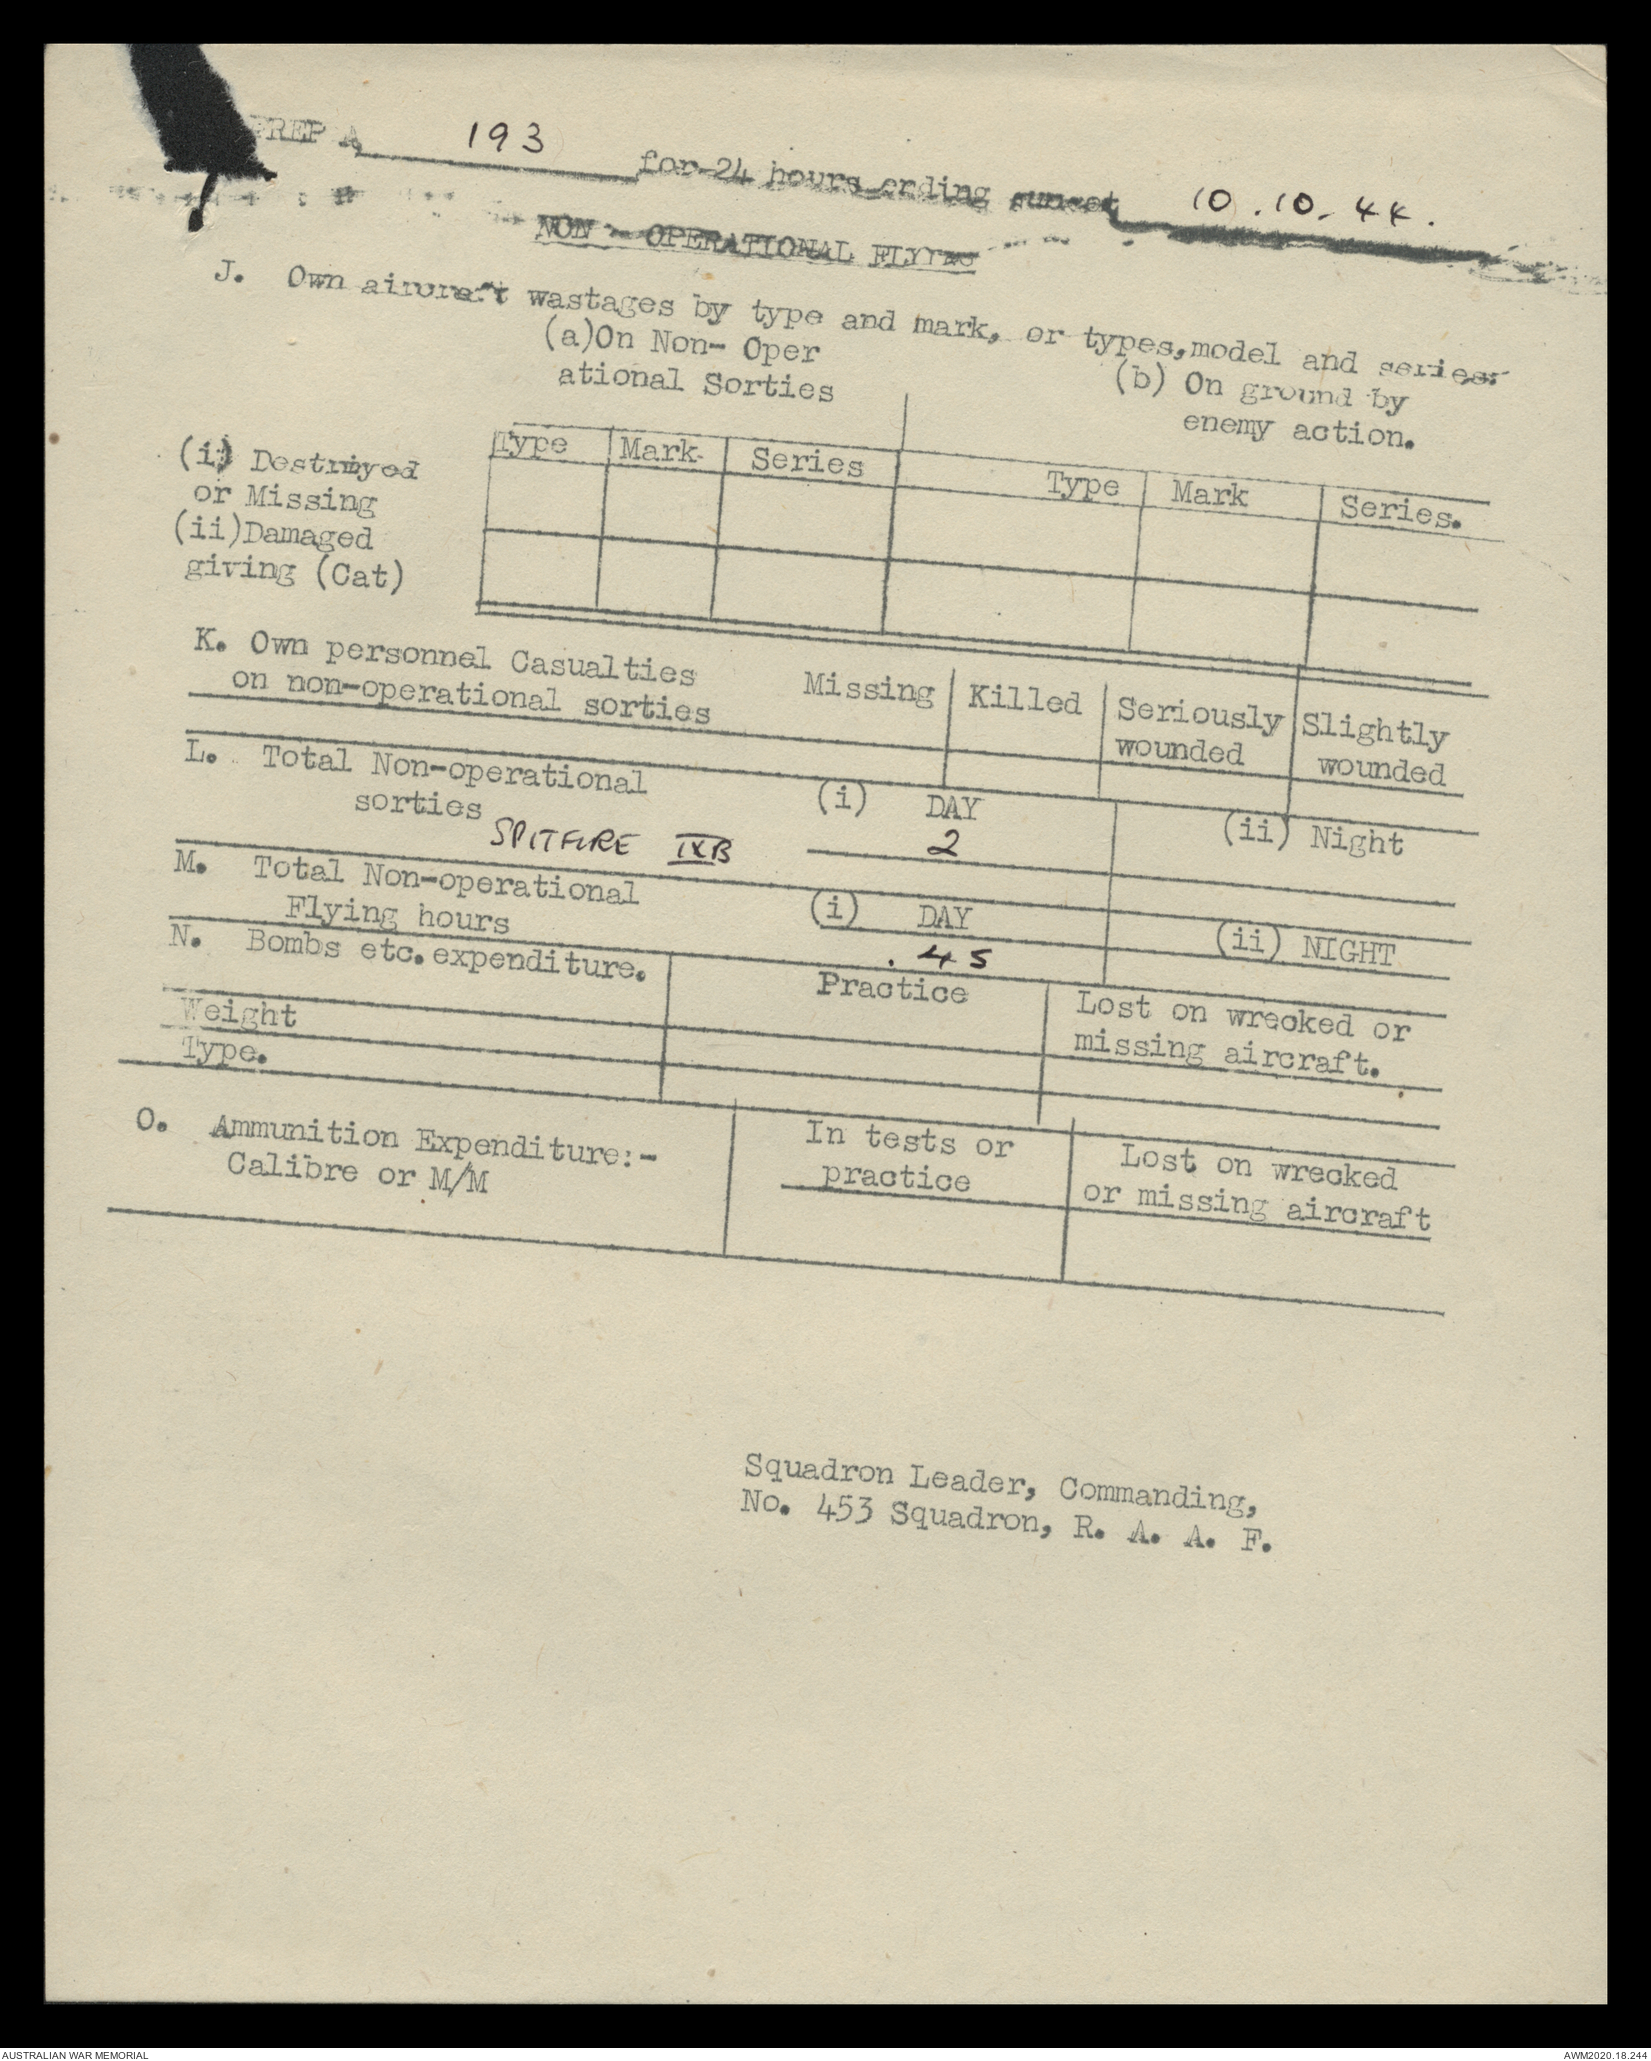 PREP A 193 for 24 hours ending sunset 10.10.44.
NON - OPERATIONAL FLYING
J. Own aircraft wastages by type and mark, or types, model and series:
(a)On Non- Oper
ational Sorties
(b) On ground by
enemy action.
Type Mark Series Type Mark Series.
(i) Destroyed
or Missing
(ii)Damaged
giving (Cat)
K. Own personnel Casualties
on non-operational sorties
Missing Killed Seriously
wounded Slightly
wounded
L. Total Non-operational
sorties
(i) DAY (ii) Night
SPITFIRE IXB 2
M. Total Non-operational
Flying hours
(i) DAY (ii) NIGHT
.45
N. Bombs etc.expenditure. Practice Lost on wrecked or
missing aircraft.
Weight
Type.
O. Ammunition Expenditure:-
Calibre or M/M
In tests or
practice
Lost on wrecked
or missing aircraft
Squadron Leader, Commanding,
No. 453 Squadron, R. A. A. F.
AUSTRALIAN WAR MEMORIAL AWM2020.18.244